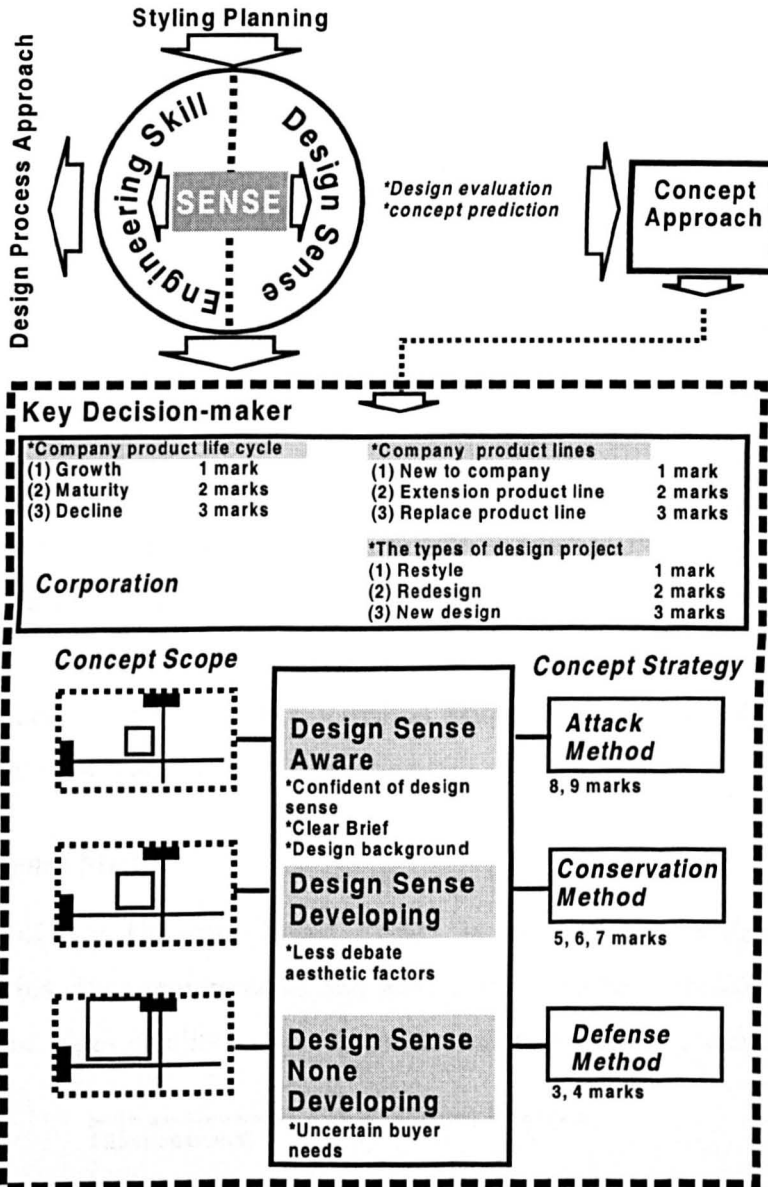 Styling Planning
Design Process Approach
Engineering Skill
Design Sense
SENSE
*Design evaluation
*concept prediction
Concept
Approach
Key Decision-maker
*Company product life cycle
(1) Growth 1 mark
(2) Maturity 2 marks
(3) Decline 3 marks
*Company product lines
(1) New to company 1 mark
(2) Extension product line 2 marks
(3) Replace product line 3 marks
*The types of design project
(1) Restyle 1 mark
(2) Redesign 2 marks
(3) New design 3 marks
Corporation
Concept Scope
Concept Strategy
Design Sense
Aware
*Confident of design
sense
*Clear Brief
*Design background
Attack
Method
8, 9 marks
Design Sense
Developing
*Less debate
aesthetic factors
Conservation
Method
5, 6, 7 marks
Design Sense
None
Developing
*Uncertain buyer
needs
Defense
Method
3, 4 marks